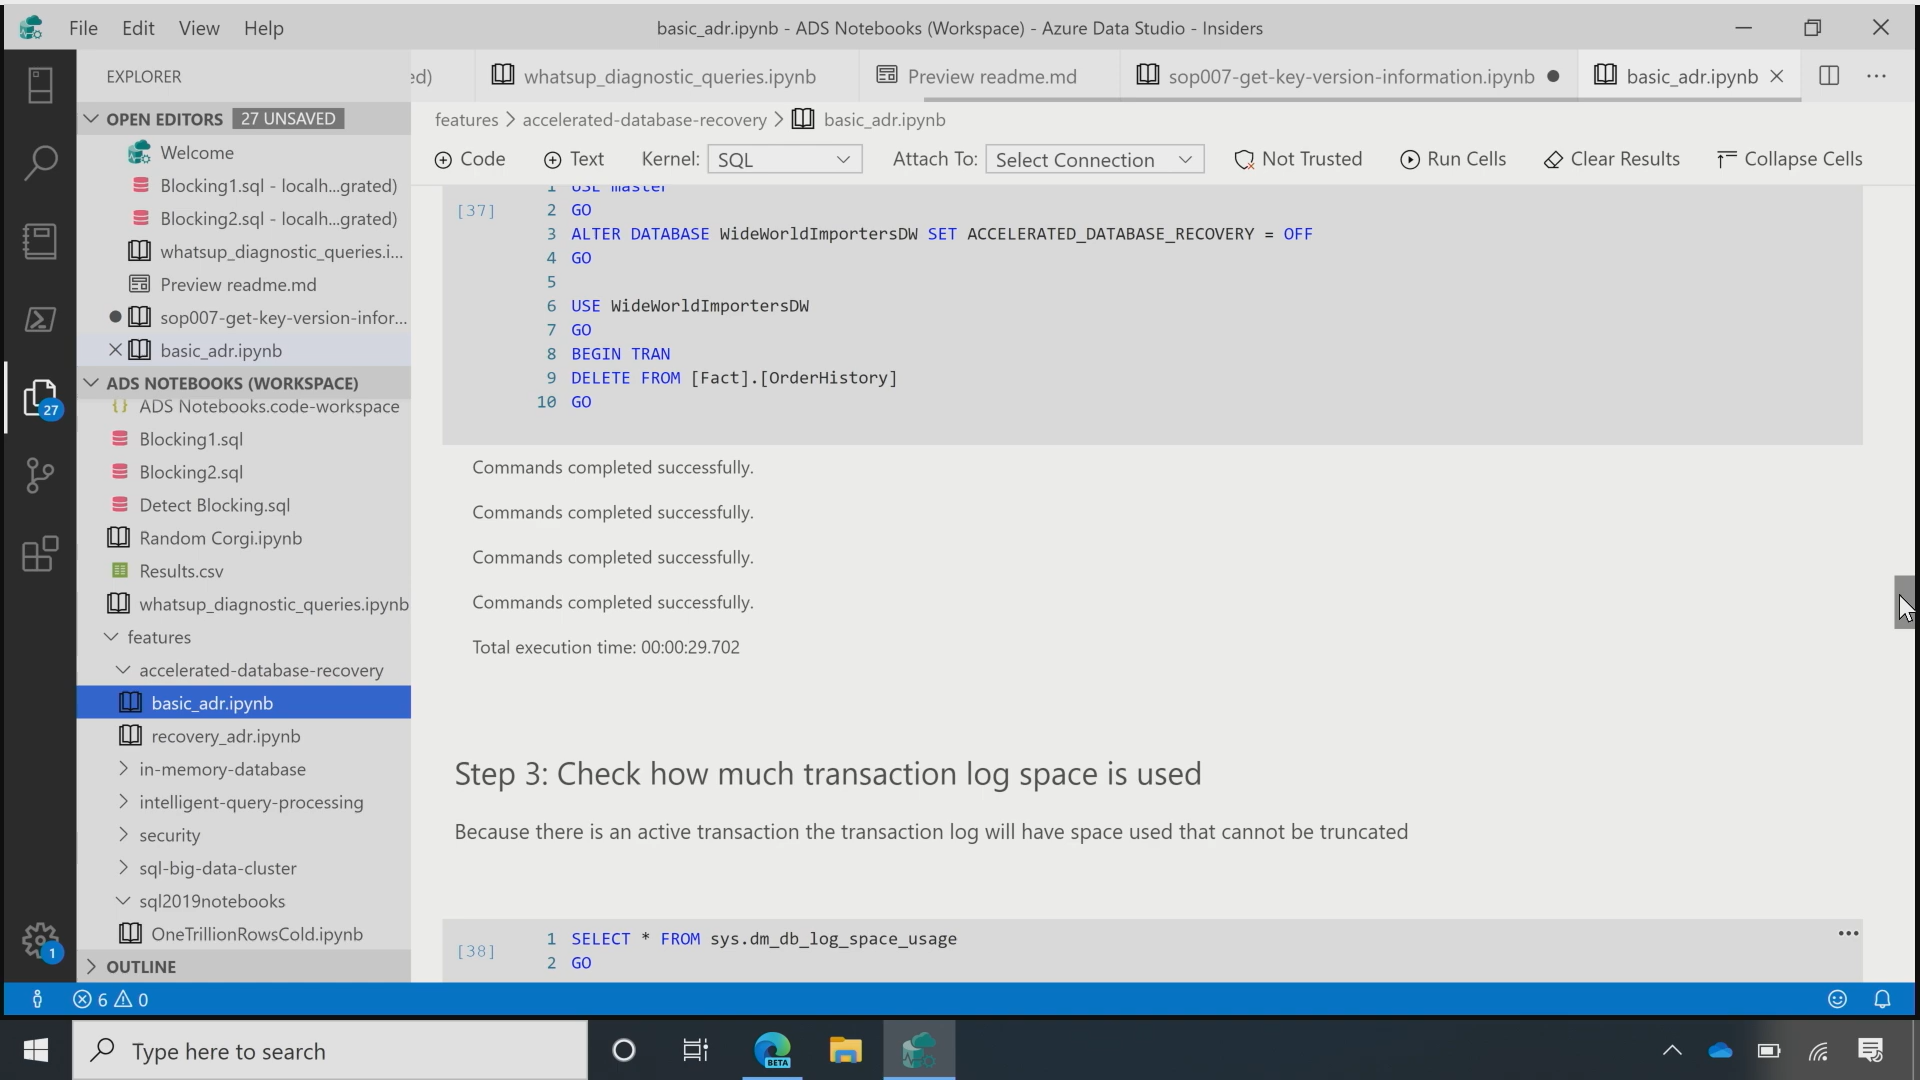 File Edit View Help
basic_adr.ipynb - ADS Notebooks (Workspace) - Azure Data Studio - Insiders
EXPLORER
OPEN EDITORS 27 UNSAVED
Welcome
Blocking1.sql - localh...grated)
Blocking2.sql - localh...grated)
whatsup_diagnostic_queries.i...
Preview readme.md
sop007-get-key-version-infor...
basic_adr.ipynb
ADS NOTEBOOKS (WORKSPACE)
ADS Notebooks.code-workspace
Blocking1.sql
Blocking2.sql
Detect Blocking.sql
Random Corgi.ipynb
Results.csv
whatsup_diagnostic_queries.ipynb
features
accelerated-database-recovery
basic_adr.ipynb
recovery_adr.ipynb
in-memory-database
intelligent-query-processing
security
sql-big-data-cluster
sql2019notebooks
OneTrillionRowsCold.ipynb
OUTLINE
27
1
ed) whatsup_diagnostic_queries.ipynb Preview readme.md sop007-get-key-version-information.ipynb basic_adr.ipynb
features > accelerated-database-recovery > basic_adr.ipynb
Code Text Kernel: SQL Attach To: Select Connection Not Trusted Run Cells Clear Results Collapse Cells
1 USE master
[37] 2 GO
3 ALTER DATABASE WideWorldImportersDW SET ACCELERATED_DATABASE_RECOVERY = OFF
4 GO
5
6 USE WideWorldImportersDW
7 GO
8 BEGIN TRAN
9 DELETE FROM [Fact].[OrderHistory]
10 GO
Commands completed successfully.
Commands completed successfully.
Commands completed successfully.
Commands completed successfully.
Total execution time: 00:00:29.702
Step 3: Check how much transaction log space is used
Because there is an active transaction the transaction log will have space used that cannot be truncated
[38] 1 SELECT * FROM sys.dm_db_log_space_usage
2 GO
6 0
Type here to search
BETA